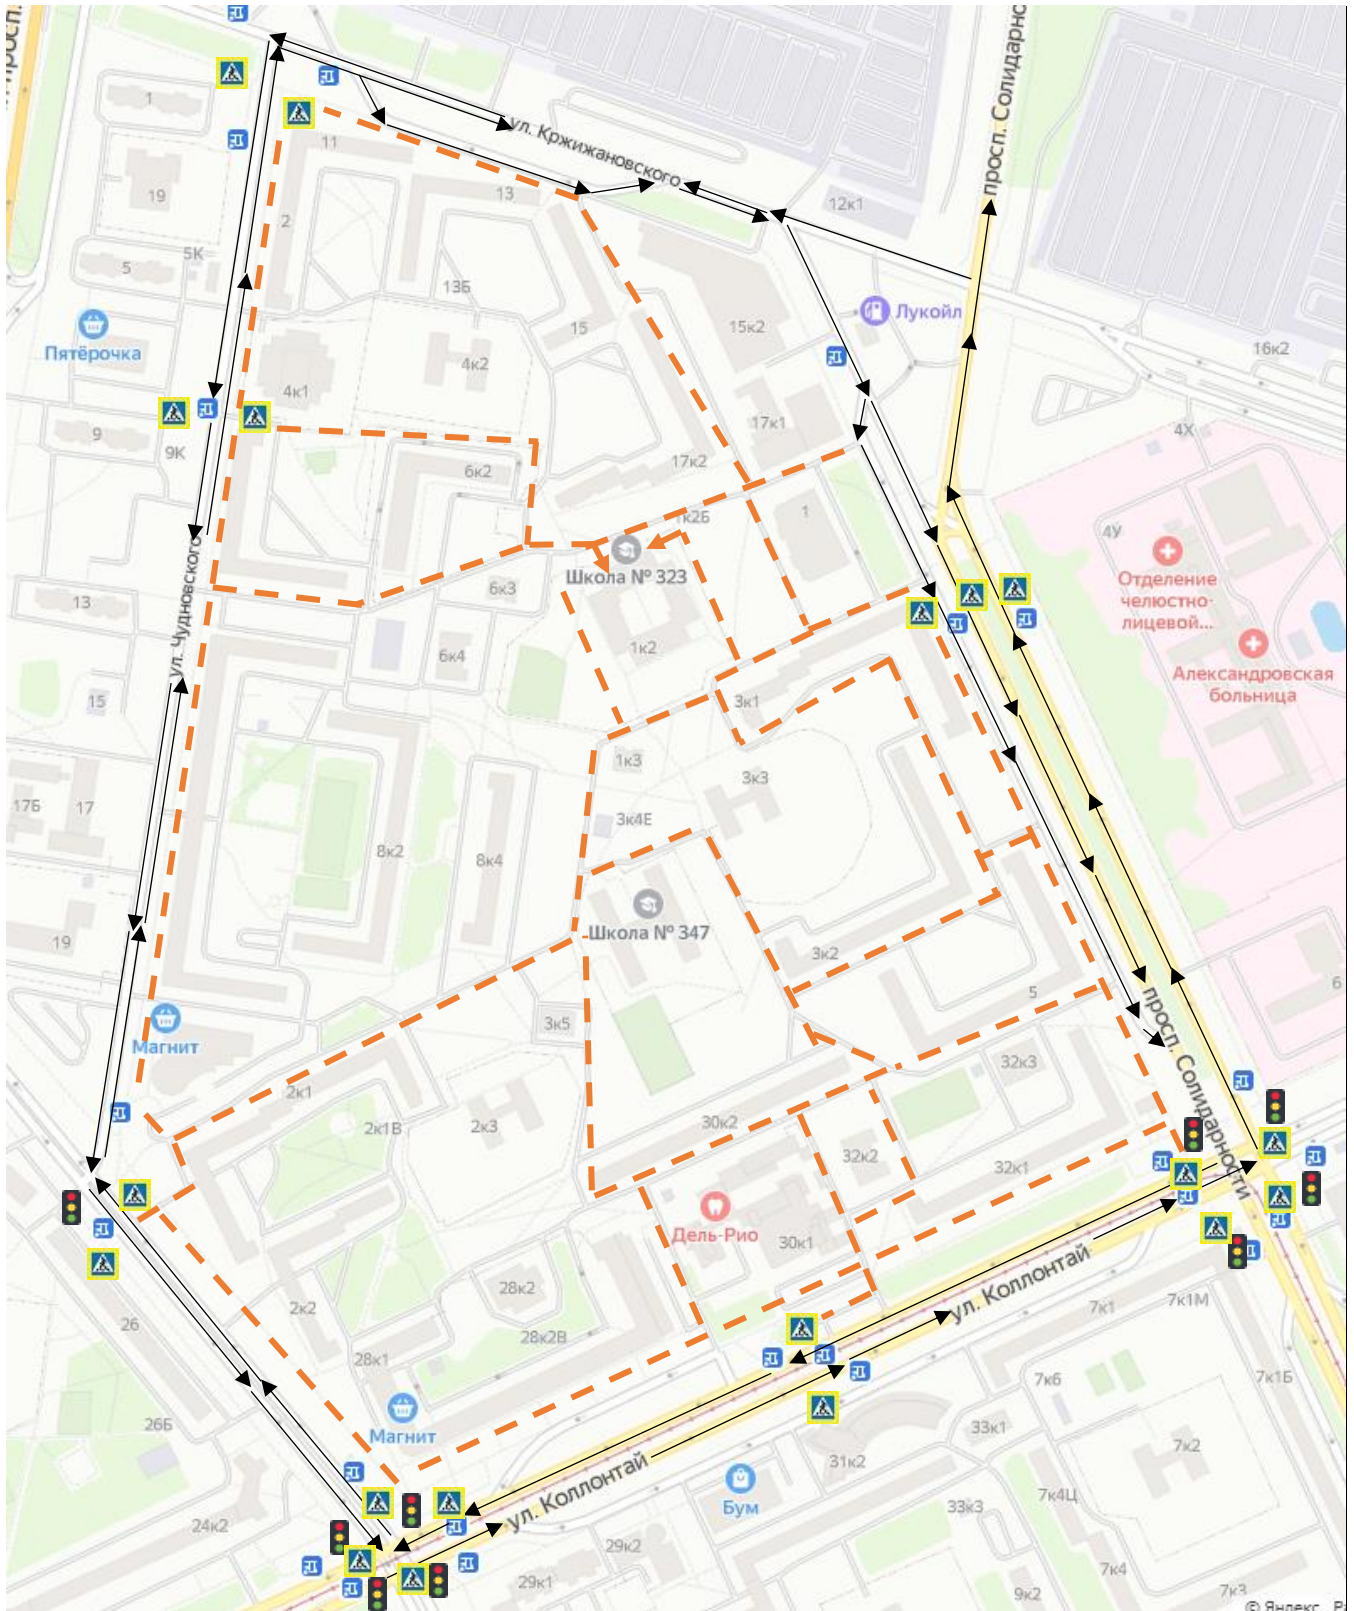 просп.
просп. Солидарно
ул. Кржижановского
1
11
19
13
2
12к1
5К
5
13Б
Лукойл
Пятёрочка
15
15к2
4к2
16к2
4к1
17к1
9
4Х
9К
6к2
17к2
1
1к2Б
4У
Школа № 323
Отделение
челюстно-
лицевой...
6к3
13
ул. Чудновского
1к2
6к4
Александровская
больница
15
3к1
1к3
3к3
17Б
17
3к4Е
8к2
8к4
Школа № 347
19
3к2
6
5
3к5
Магнит
просп. Солидарности
32к3
2к1
2к1В
2к3
30к2
32к2
32к1
Дель-Рио
30к1
ул. Коллонтай
28к2
2к2
7к1
7к1М
26
28к2В
28к1
7к6
7к1Б
Магнит
26Б
33к1
7к2
31к2
ул. Коллонтай
Бум
7к4Ц
33к3
24к2
29к2
7к4
29к1
9к2
7к3
© Яндекс